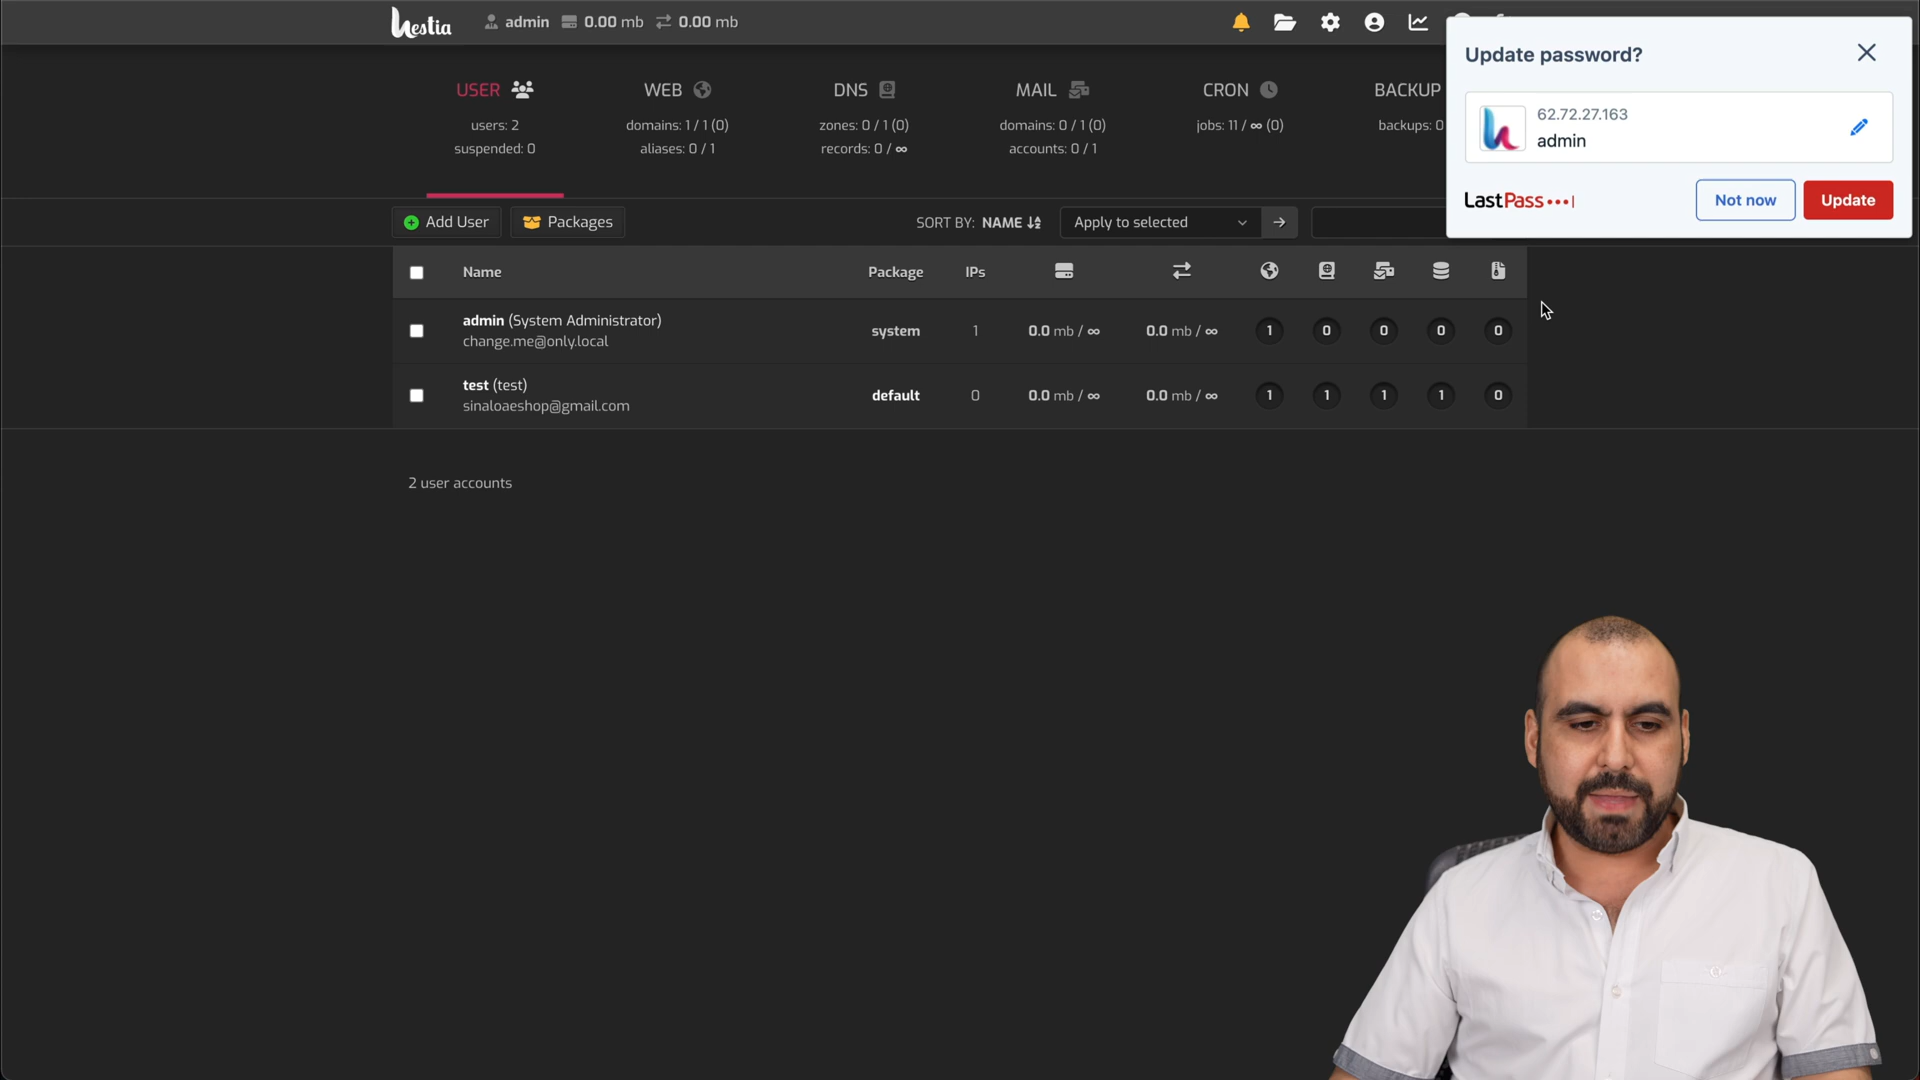 hestia admin 0.00 mb 0.00 mb
USER WEB DNS MAIL CRON BACKUP
users: 2 domains: 1 / 1 (0) zones: 0 / 1 (0) domains: 0 / 1 (0) jobs: 11 / ∞ (0) backups: 0
suspended: 0 aliases: 0 / 1 records: 0 / ∞ accounts: 0 / 1
Add User Packages SORT BY: NAME Apply to selected
Name Package IPs
admin (System Administrator) system 1 0.0 mb / ∞ 0.0 mb / ∞ 1 0 0 0 0
change.me@only.local
test (test) default 0 0.0 mb / ∞ 0.0 mb / ∞ 1 1 1 1 0
sinaloaeshop@gmail.com
2 user accounts
Update password?
62.72.27.163
admin
LastPass Not now Update